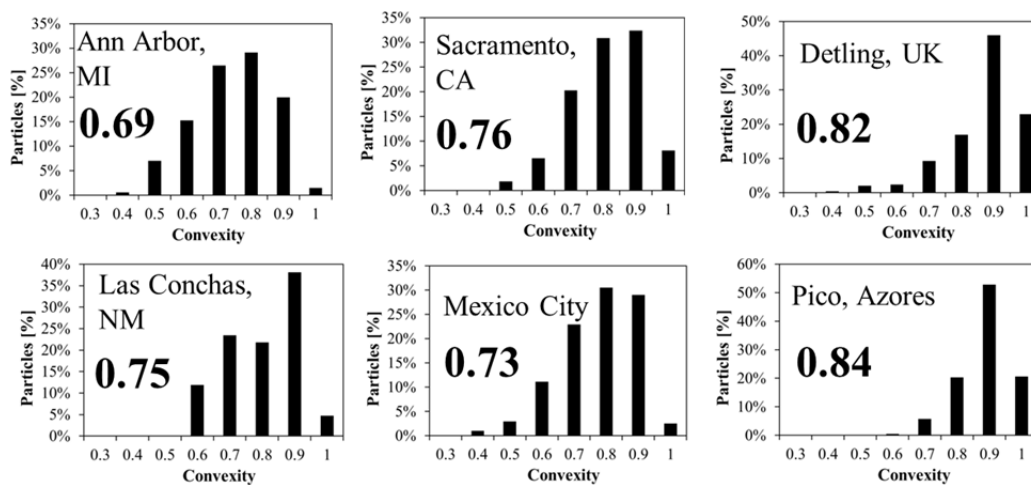 35%
30%
25%
20%
15%
10%
5%
0%
Particles [%]
Ann Arbor,
MI
0.69
0.3 0.4 0.5 0.6 0.7 0.8 0.9 1
Convexity
35%
30%
25%
20%
15%
10%
5%
0%
Particles [%]
Sacramento,
CA
0.76
0.3 0.4 0.5 0.6 0.7 0.8 0.9 1
Convexity
50%
40%
30%
20%
10%
0%
Particles [%]
Detling, UK
0.82
0.3 0.4 0.5 0.6 0.7 0.8 0.9 1
Convexity
40%
35%
30%
25%
20%
15%
10%
5%
0%
Particles [%]
Las Conchas,
NM
0.75
0.3 0.4 0.5 0.6 0.7 0.8 0.9 1
Convexity
35%
30%
25%
20%
15%
10%
5%
0%
Particles [%]
Mexico City
0.73
0.3 0.4 0.5 0.6 0.7 0.8 0.9 1
Convexity
60%
50%
40%
30%
20%
10%
0%
Particles [%]
Pico, Azores
0.84
0.3 0.4 0.5 0.6 0.7 0.8 0.9 1
Convexity